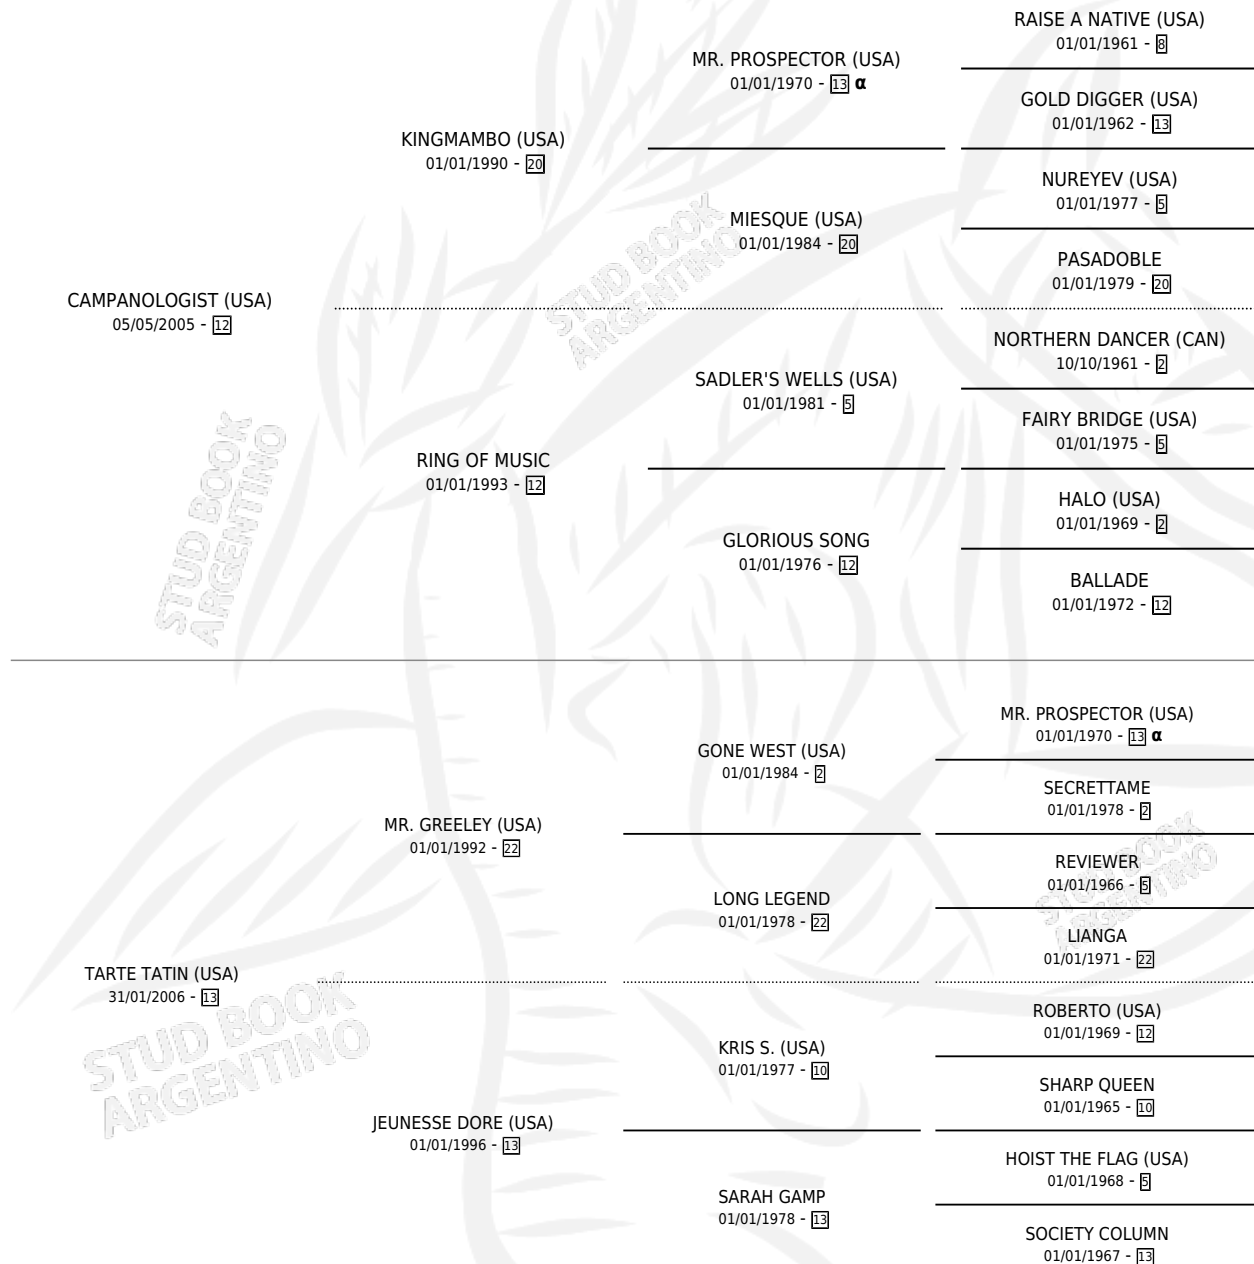 RAISE A NATIVE (USA)
01/01/1961 - 8
MR. PROSPECTOR (USA)
01/01/1970 - 13 α
GOLD DIGGER (USA)
01/01/1962 - 13
KINGMAMBO (USA)
01/01/1990 - 20
NUREYEV (USA)
01/01/1977 - 5
MIESQUE (USA)
01/01/1984 - 20
PASADOBLE
01/01/1979 - 20
CAMPANOLOGIST (USA)
05/05/2005 - 12
NORTHERN DANCER (CAN)
10/10/1961 - 2
SADLER'S WELLS (USA)
01/01/1981 - 5
FAIRY BRIDGE (USA)
01/01/1975 - 5
RING OF MUSIC
01/01/1993 - 12
HALO (USA)
01/01/1969 - 2
GLORIOUS SONG
01/01/1976 - 12
BALLADE
01/01/1972 - 12
MR. PROSPECTOR (USA)
01/01/1970 - 13 α
GONE WEST (USA)
01/01/1984 - 2
SECRETTAME
01/01/1978 - 2
MR. GREELEY (USA)
01/01/1992 - 22
REVIEWER
01/01/1966 - 5
LONG LEGEND
01/01/1978 - 22
LIANGA
01/01/1971 - 22
TARTE TATIN (USA)
31/01/2006 - 13
ROBERTO (USA)
01/01/1969 - 12
KRIS S. (USA)
01/01/1977 - 10
SHARP QUEEN
01/01/1965 - 10
JEUNESSE DORE (USA)
01/01/1996 - 13
HOIST THE FLAG (USA)
01/01/1968 - 5
SARAH GAMP
01/01/1978 - 13
SOCIETY COLUMN
01/01/1967 - 13
STUD BOOK
ARGENTINO
STUD BOOK
ARGENTINO
STUD BOOK
ARGENTINO
STUD BOOK
ARGENTINO